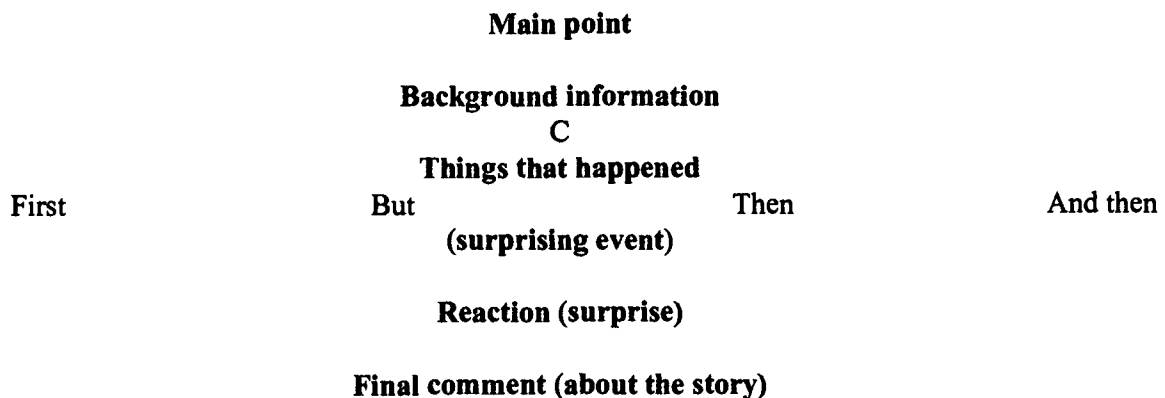 Main point
Background information
C
Things that happened
First But Then And then
(surprising event)
Reaction (surprise)
Final comment (about the story)